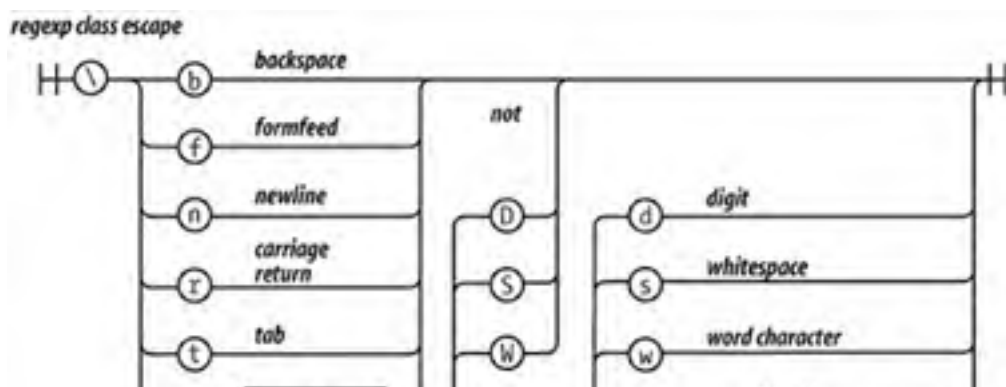 regexp class escape
\ b backspace
not
f formfeed
n newline
D d digit
r carriage
return
S s whitespace
t tab
W w word character